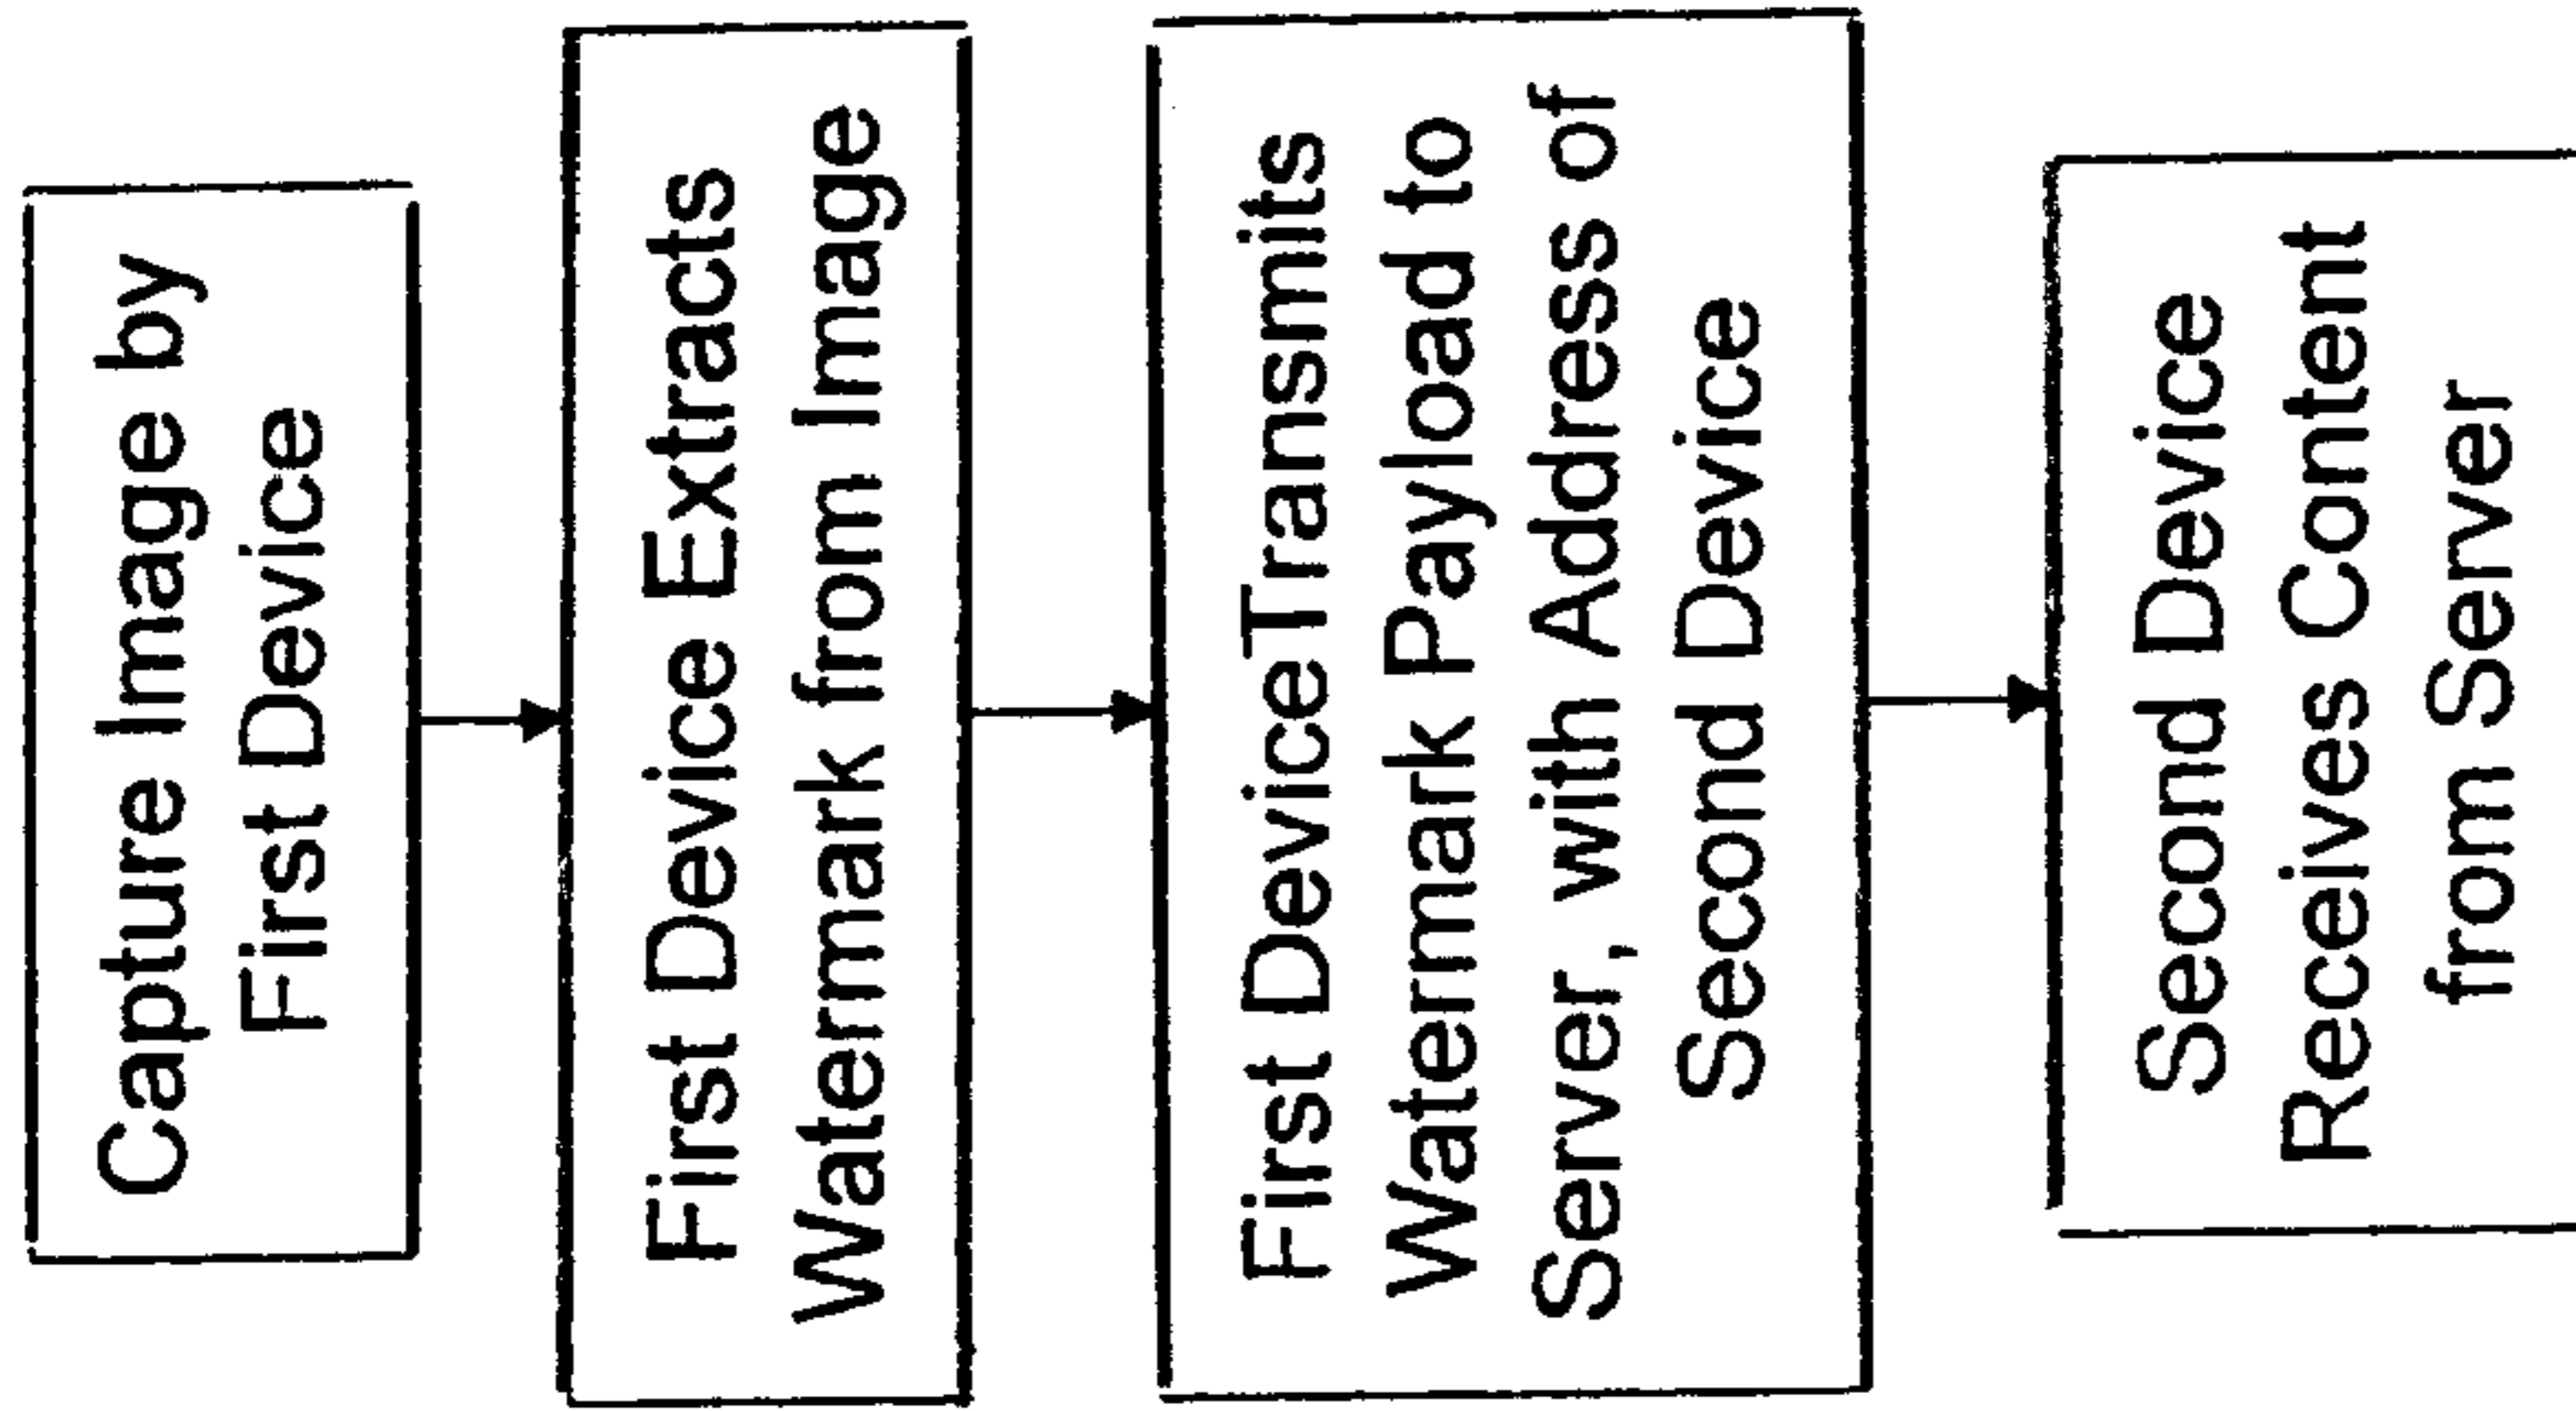 Capture Image by
First Device
First Device Extracts
Watermark from Image
First DeviceTransmits
Watermark Payload to
Server, with Address of
Second Device
Second Device
Receives Content
from Server